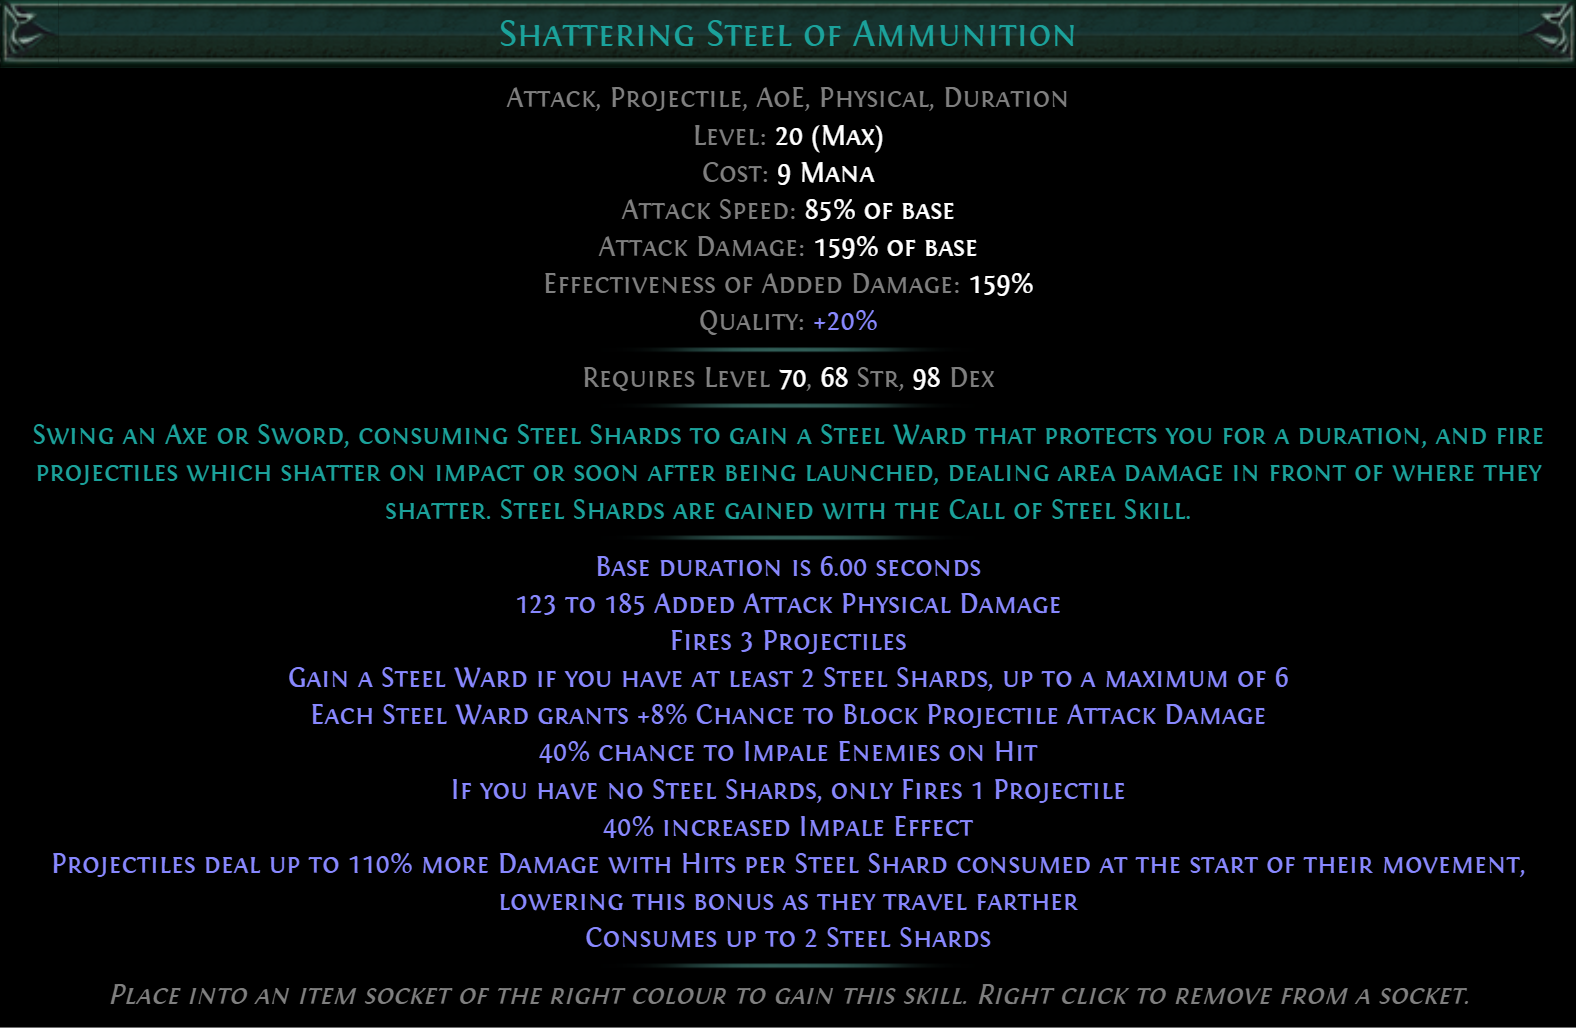 Shattering Steel of Ammunition
Attack, Projectile, AoE, Physical, Duration
Level: 20 (Max)
Cost: 9 Mana
Attack Speed: 85% of base
Attack Damage: 159% of base
Effectiveness of Added Damage: 159%
Quality: +20%
Requires Level 70, 68 Str, 98 Dex
Swing an Axe or Sword, consuming Steel Shards to gain a Steel Ward that protects you for a duration, and fire
projectiles which shatter on impact or soon after being launched, dealing area damage in front of where they
shatter. Steel Shards are gained with the Call of Steel Skill.
Base duration is 6.00 seconds
123 to 185 Added Attack Physical Damage
Fires 3 Projectiles
Gain a Steel Ward if you have at least 2 Steel Shards, up to a maximum of 6
Each Steel Ward grants +8% Chance to Block Projectile Attack Damage
40% chance to Impale Enemies on Hit
If you have no Steel Shards, only Fires 1 Projectile
40% increased Impale Effect
Projectiles deal up to 110% more Damage with Hits per Steel Shard consumed at the start of their movement,
lowering this bonus as they travel farther
Consumes up to 2 Steel Shards
Place into an item socket of the right colour to gain this skill. Right click to remove from a socket.